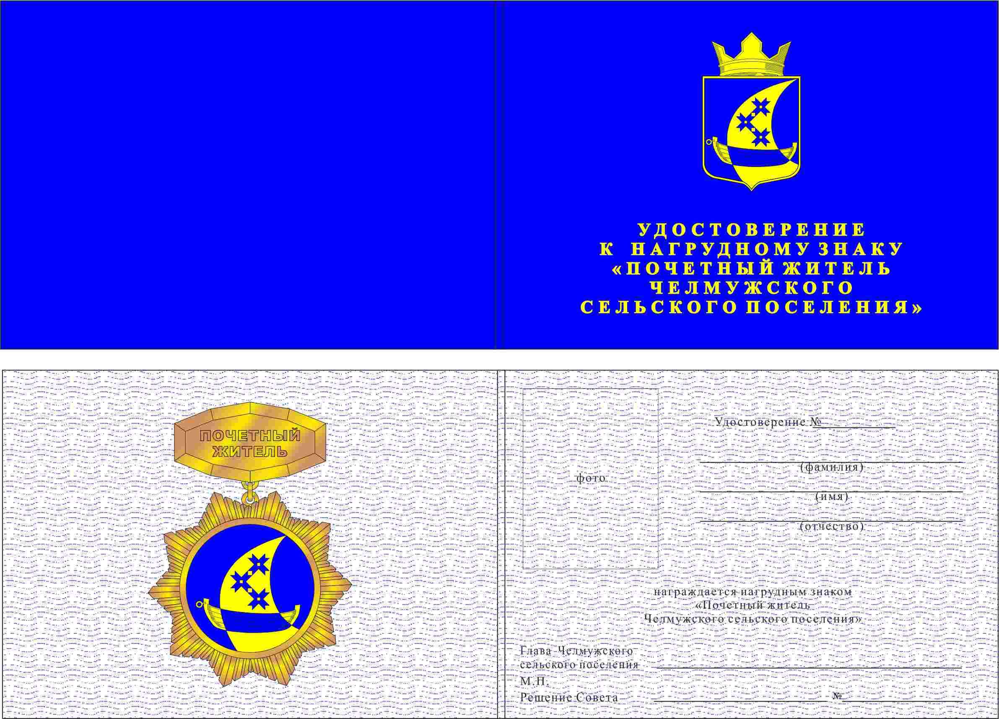 УДОСТОВЕРЕНИЕ
К НАГРУДНОМУ ЗНАКУ
«ПОЧЕТНЫЙ ЖИТЕЛЬ
ЧЕЛМУЖСКОГО
СЕЛЬСКОГО ПОСЕЛЕНИЯ»
ПОЧЕТНЫЙ
ЖИТЕЛЬ
фото
Удостоверение №
(фамилия)
(имя)
(отчество)
награждается нагрудным знаком
«Почетный житель
Челмужского сельского поселения»
Глава Челмужского
сельского поселения
М.П.
Решение Совета №